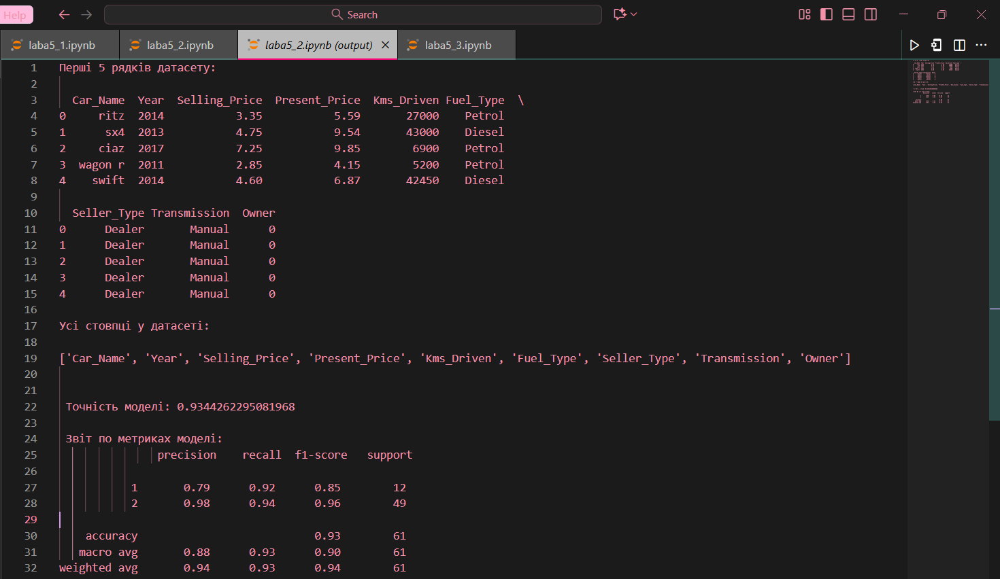 Help
Search
laba5_1.ipynb
laba5_2.ipynb
laba5_2.ipynb (output)
laba5_3.ipynb
1 Перші 5 рядків датасету:
2
3 Car_Name Year Selling_Price Present_Price Kms_Driven Fuel_Type \
4 0 ritz 2014 3.35 5.59 27000 Petrol
5 1 sx4 2013 4.75 9.54 43000 Diesel
6 2 ciaz 2017 7.25 9.85 6900 Petrol
7 3 wagon r 2011 2.85 4.15 5200 Petrol
8 4 swift 2014 4.60 6.87 42450 Diesel
9
10 Seller_Type Transmission Owner
11 0 Dealer Manual 0
12 1 Dealer Manual 0
13 2 Dealer Manual 0
14 3 Dealer Manual 0
15 4 Dealer Manual 0
16
17 Усі стовпці у датасеті:
18
19 ['Car_Name', 'Year', 'Selling_Price', 'Present_Price', 'Kms_Driven', 'Fuel_Type', 'Seller_Type', 'Transmission', 'Owner']
20
21
22 Точність моделі: 0.9344262295081968
23
24 Звіт по метриках моделі:
25 precision recall f1-score support
26
27 1 0.79 0.92 0.85 12
28 2 0.98 0.94 0.96 49
29
30 accuracy 0.93 61
31 macro avg 0.88 0.93 0.90 61
32 weighted avg 0.94 0.93 0.94 61